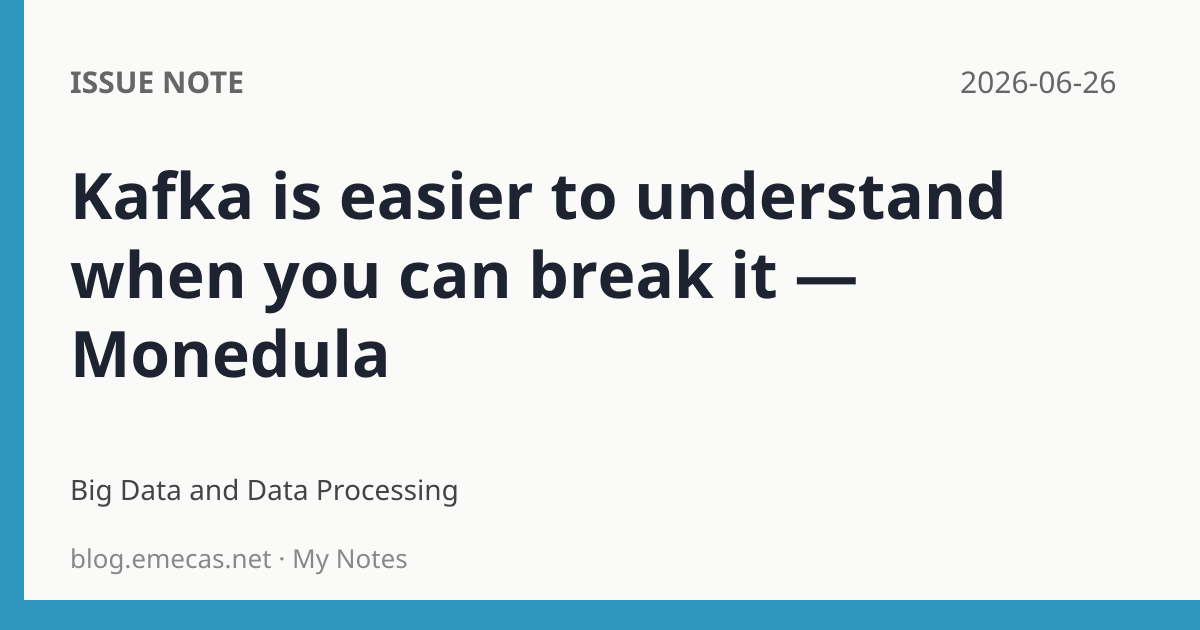 ISSUE NOTE
2026-06-26
Kafka is easier to understand
when you can break it —
Monedula
Big Data and Data Processing
blog.emecas.net · My Notes